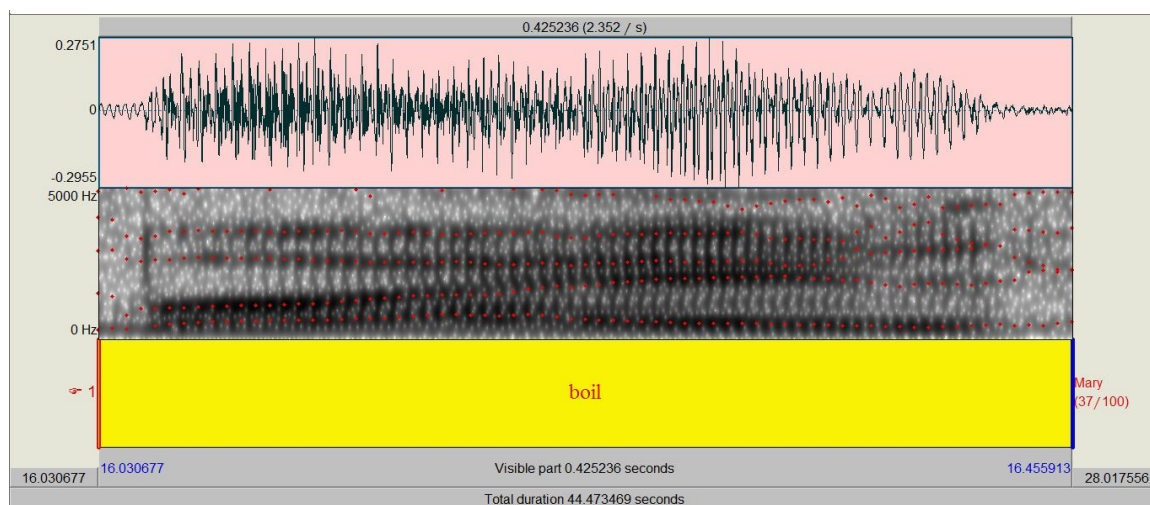 0.425236 (2.352 / s)
0.2751
0
-0.2955
5000 Hz
0 Hz
☞ 1
boil
Mary
(37/100)
16.030677
16.030677 Visible part 0.425236 seconds 16.455913
28.017556
Total duration 44.473469 seconds